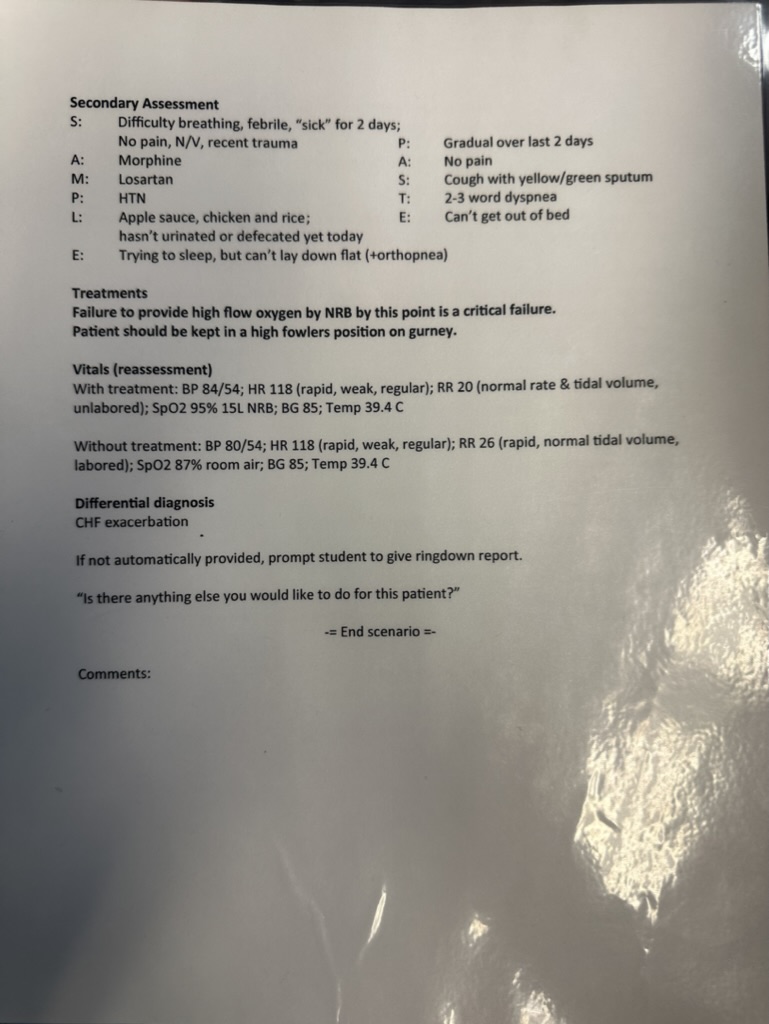 Secondary Assessment
S: Difficulty breathing, febrile, "sick" for 2 days;
No pain, N/V, recent trauma P: Gradual over last 2 days
A: Morphine A: No pain
M: Losartan S: Cough with yellow/green sputum
P: HTN T: 2-3 word dyspnea
L: Apple sauce, chicken and rice; E: Can't get out of bed
hasn't urinated or defecated yet today
E: Trying to sleep, but can't lay down flat (+orthopnea)
Treatments
Failure to provide high flow oxygen by NRB by this point is a critical failure.
Patient should be kept in a high fowlers position on gurney.
Vitals (reassessment)
With treatment: BP 84/54; HR 118 (rapid, weak, regular); RR 20 (normal rate & tidal volume,
unlabored); SpO2 95% 15L NRB; BG 85; Temp 39.4 C
Without treatment: BP 80/54; HR 118 (rapid, weak, regular); RR 26 (rapid, normal tidal volume,
labored); SpO2 87% room air; BG 85; Temp 39.4 C
Differential diagnosis
CHF exacerbation
If not automatically provided, prompt student to give ringdown report.
"Is there anything else you would like to do for this patient?"
-= End scenario =-
Comments: